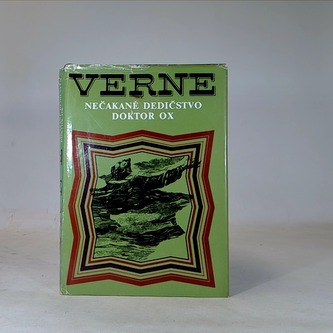 VERNE
NEČAKANÉ DEDIČSTVO
DOKTOR OX